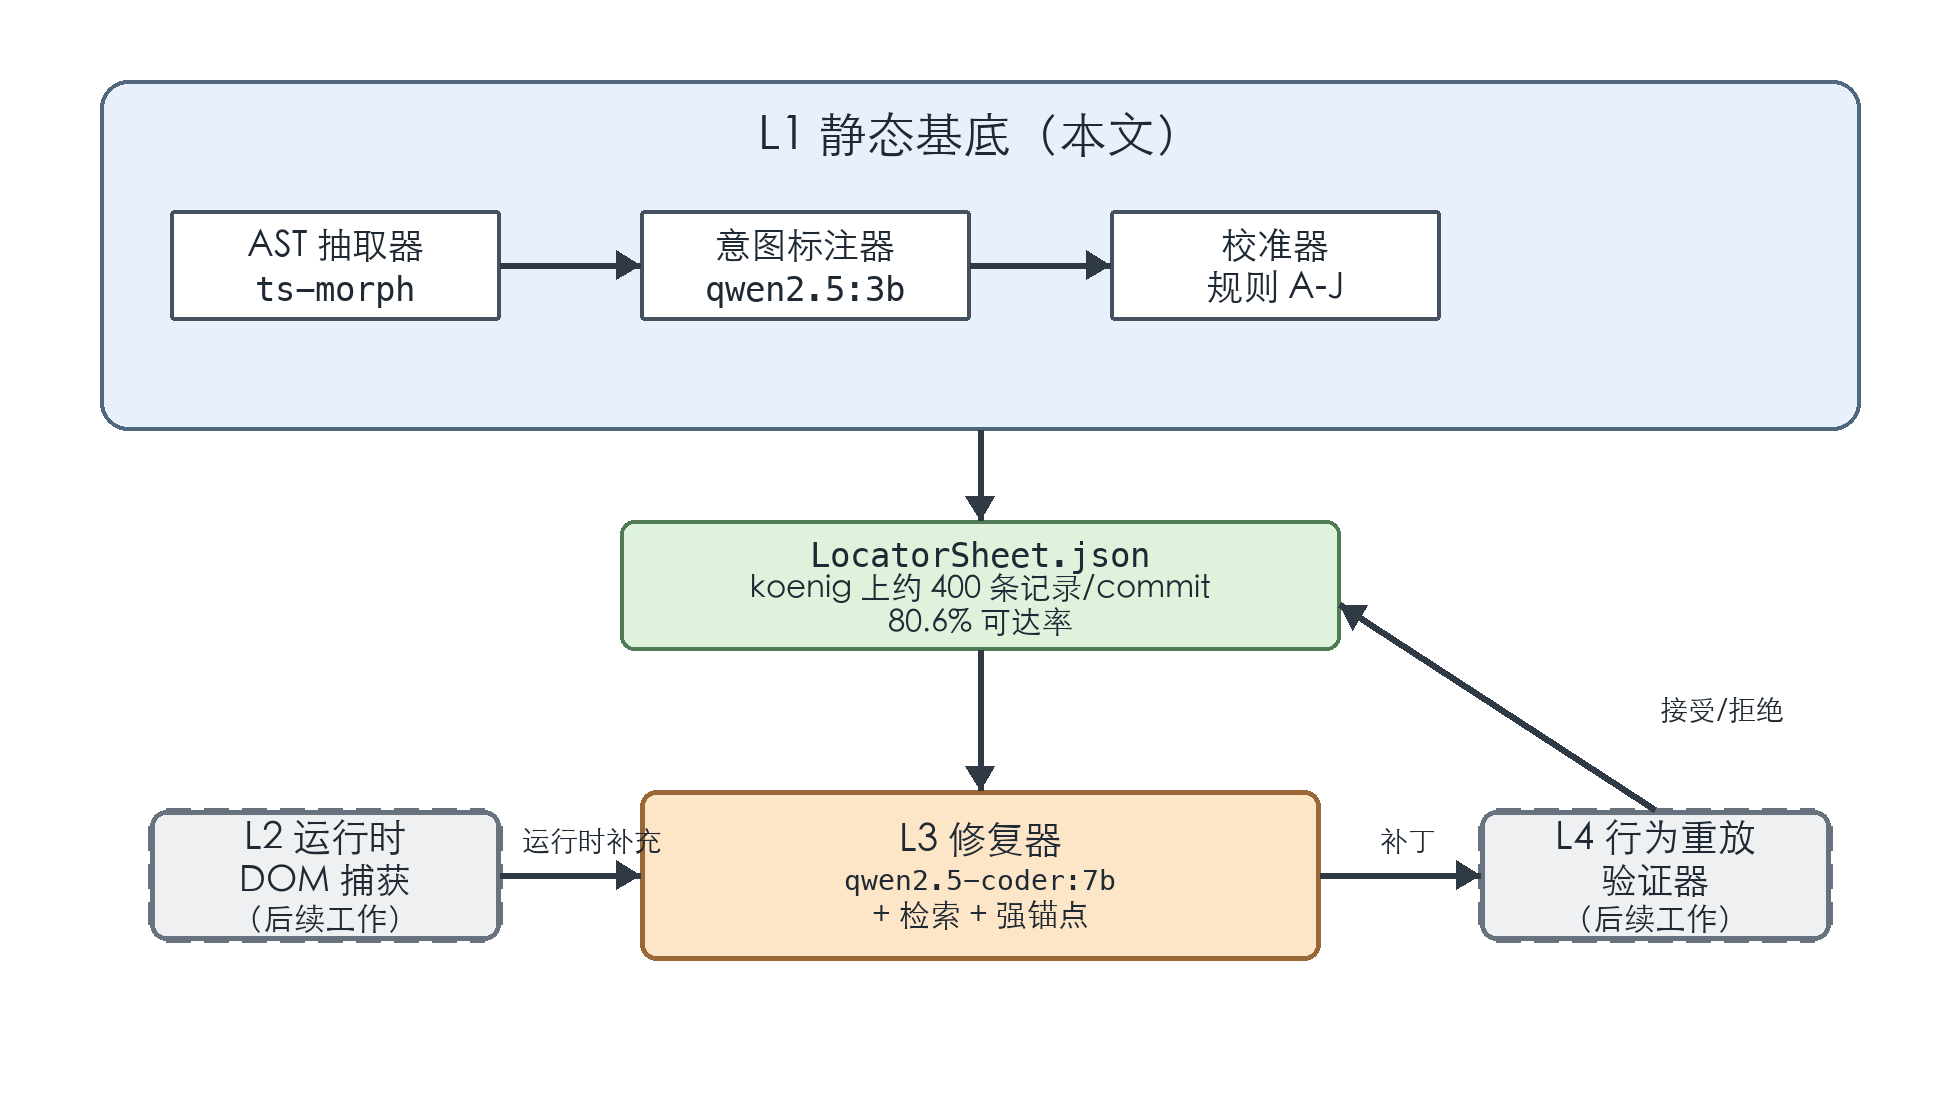 L1 静态基底（本文）
AST 抽取器
ts-morph
意图标注器
qwen2.5:3b
校准器
规则 A-J
LocatorSheet.json
koenig 上约 400 条记录/commit
80.6% 可达率
接受/拒绝
L2 运行时
DOM 捕获
（后续工作）
运行时补充
L3 修复器
qwen2.5-coder:7b
+ 检索 + 强锚点
补丁
L4 行为重放
验证器
（后续工作）